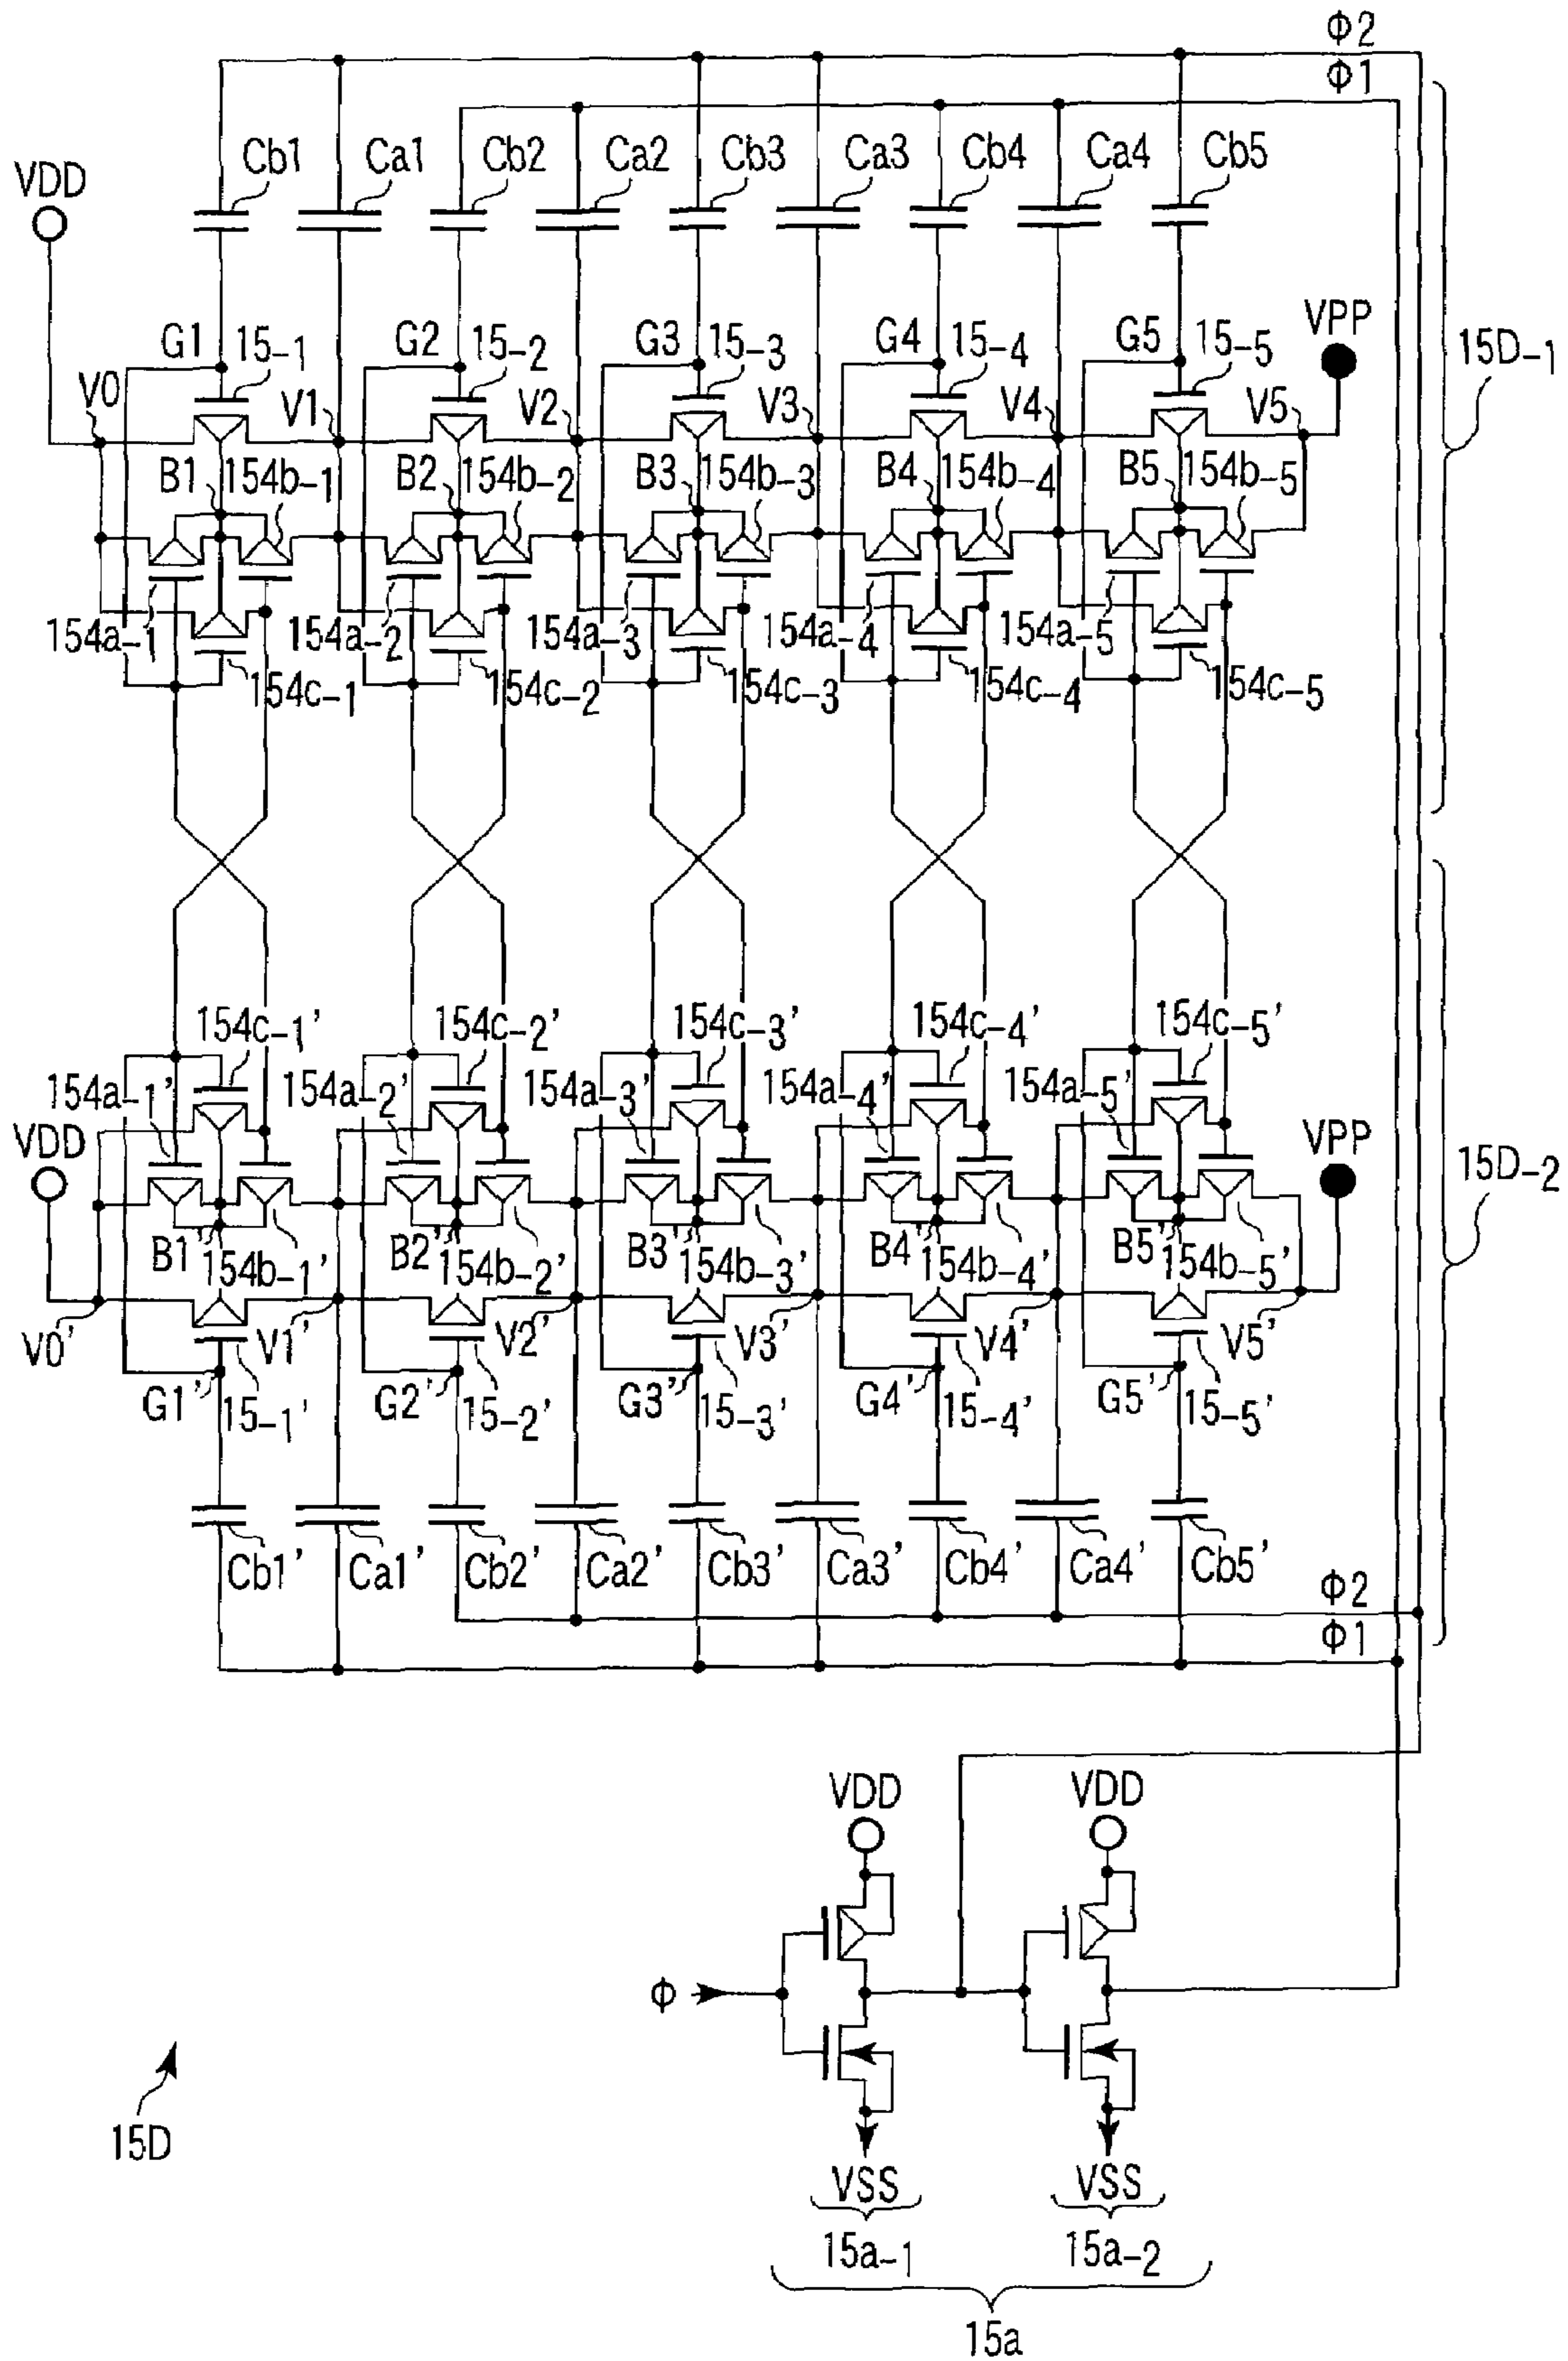 Φ2
Φ1
Cb1 Ca1 Cb2 Ca2 Cb3 Ca3 Cb4 Ca4 Cb5
VDD
VPP
15D-1
G1 15-1 G2 15-2 G3 15-3 G4 15-4 G5 15-5
V0 V1 V2 V3 V4 V5
B1 154b-1 B2 154b-2 B3 154b-3 B4 154b-4 B5 154b-5
154a-1 154a-2 154a-3 154a-4 154a-5
154c-1 154c-2 154c-3 154c-4 154c-5
154c-1' 154c-2' 154c-3' 154c-4' 154c-5'
154a-1' 154a-2' 154a-3' 154a-4' 154a-5'
VDD
VPP
15D-2
B1' 154b-1' B2' 154b-2' B3' 154b-3' B4' 154b-4' B5' 154b-5'
V0' V1' V2' V3' V4' V5'
G1' 15-1' G2' 15-2' G3' 15-3' G4' 15-4' G5' 15-5'
Cb1' Ca1' Cb2' Ca2' Cb3' Ca3' Cb4' Ca4' Cb5'
Φ2
Φ1
VDD VDD
Φ
15D
VSS VSS
15a-1 15a-2
15a